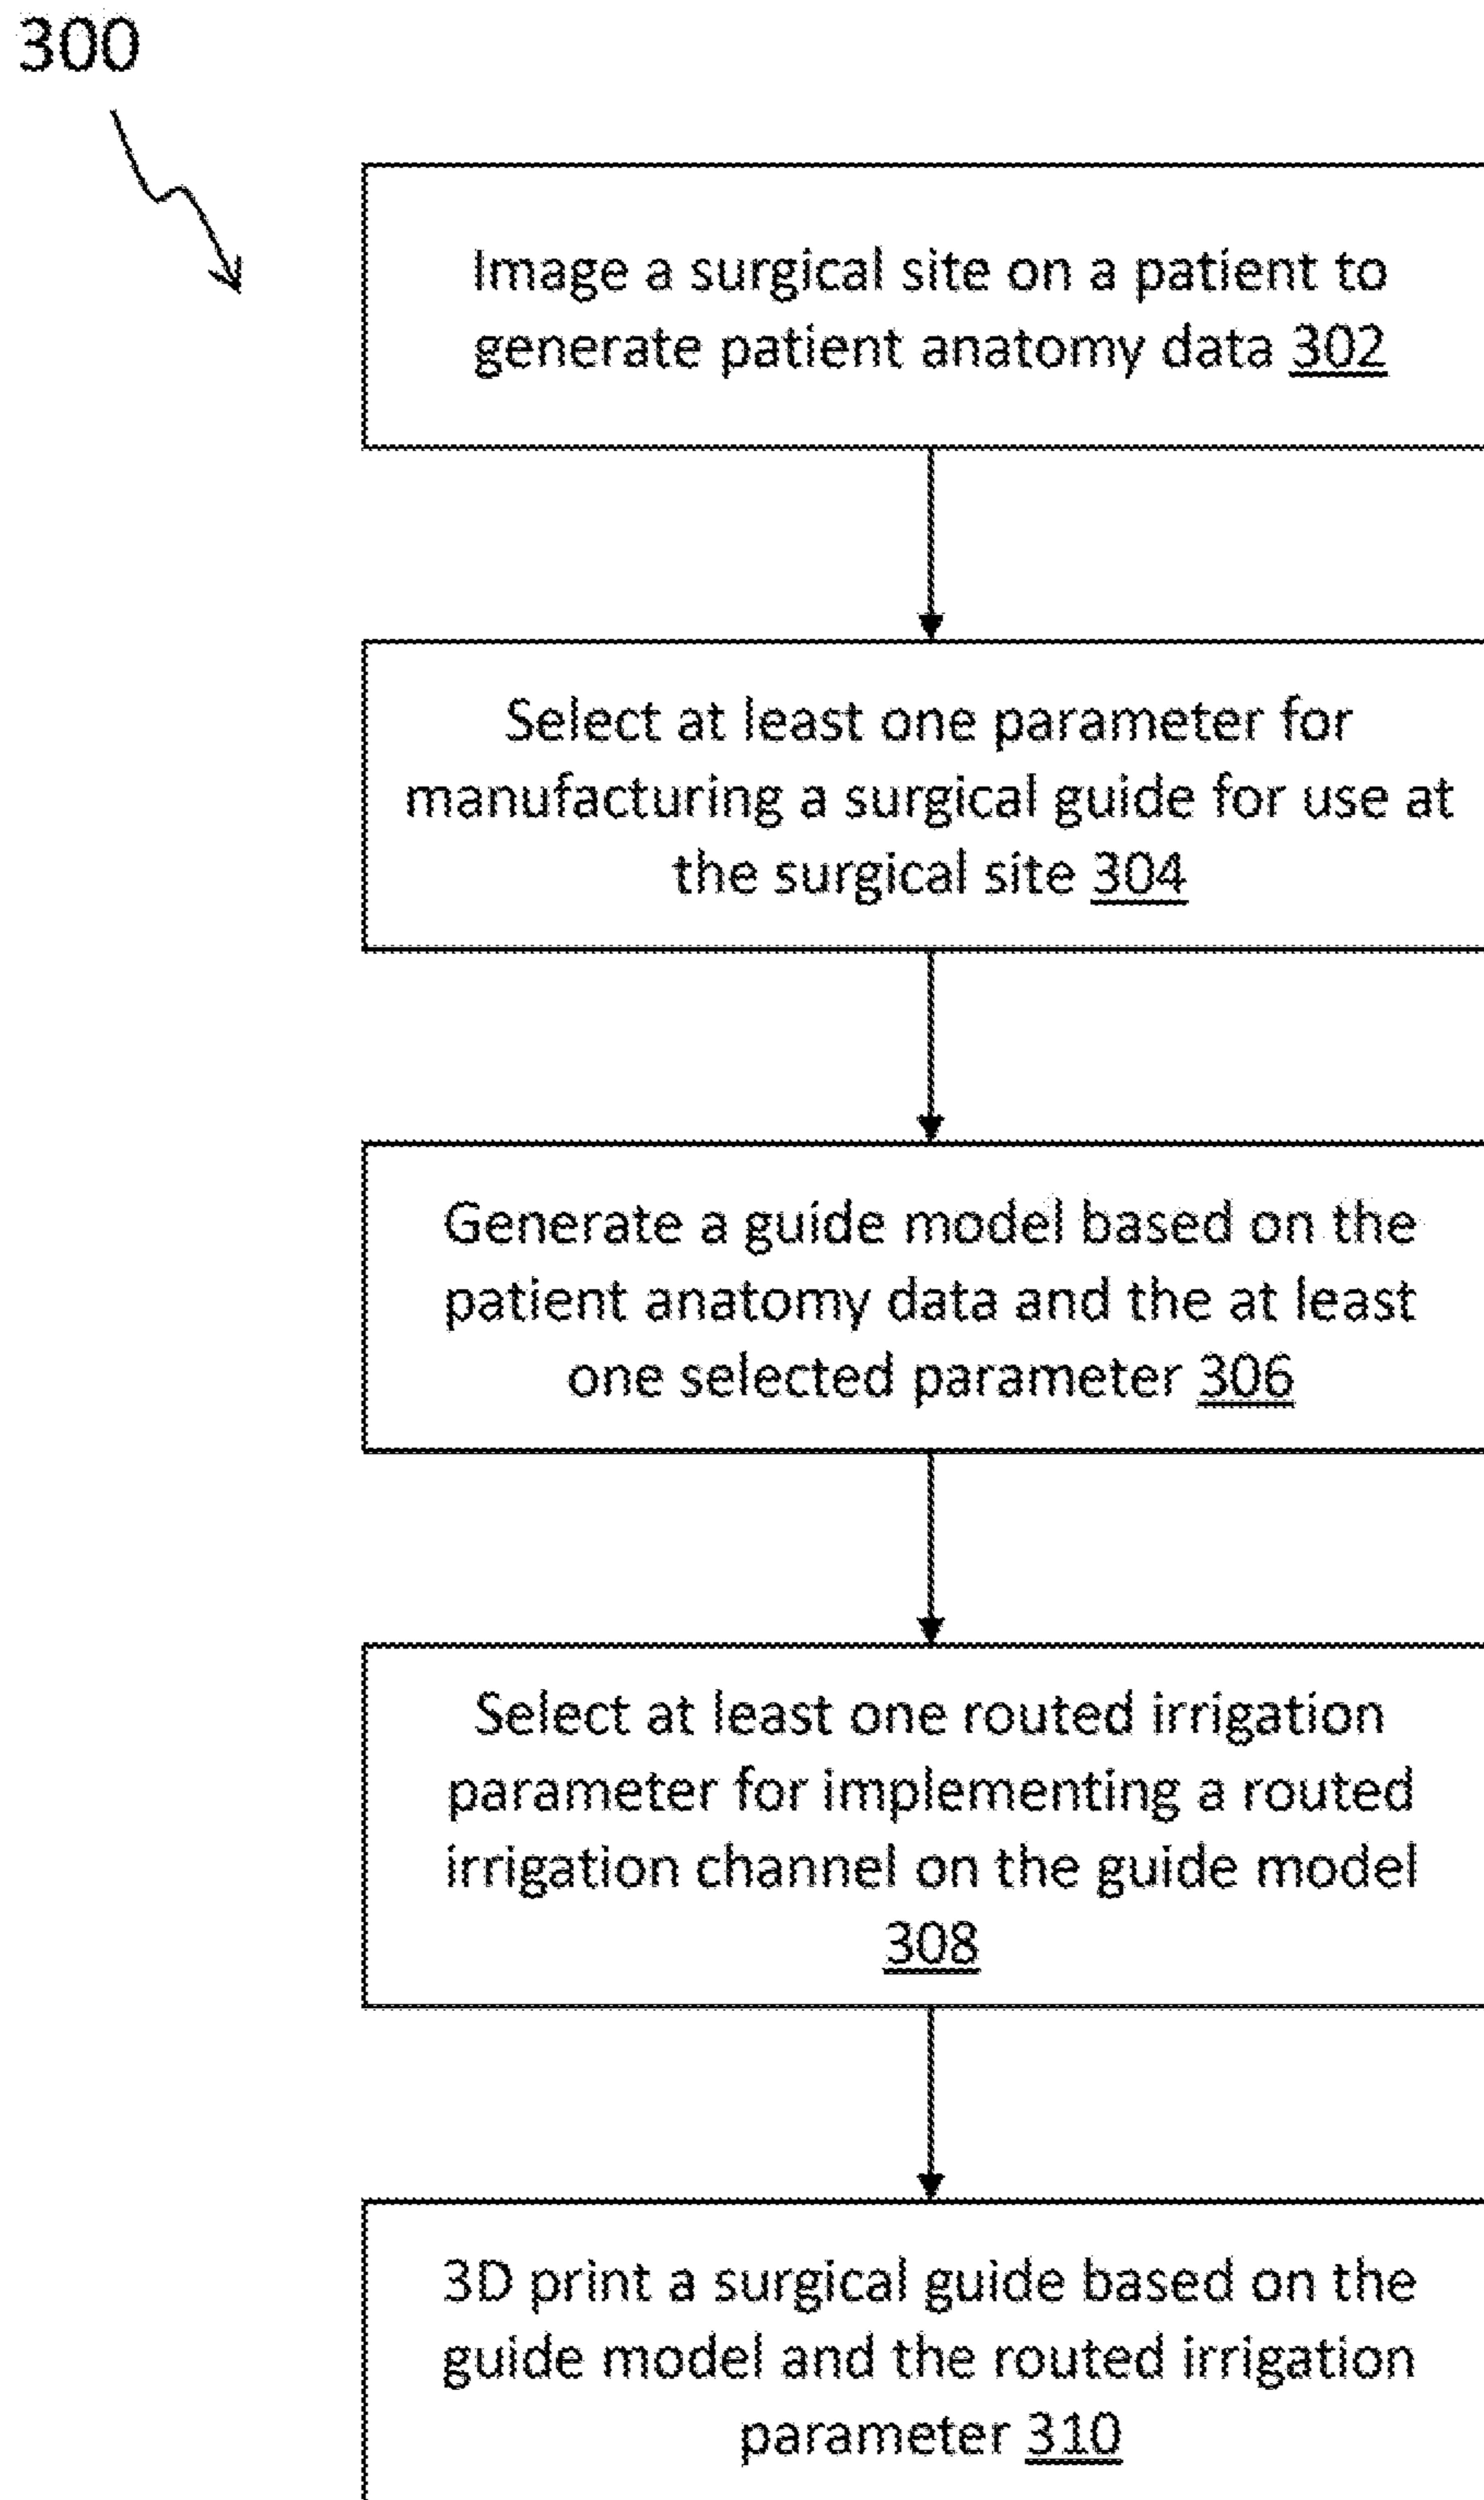 300
Image a surgical site on a patient to
generate patient anatomy data 302
Select at least one parameter for
manufacturing a surgical guide for use at
the surgical site 304
Generate a guide model based on the
patient anatomy data and the at least
one selected parameter 306
Select at least one routed irrigation
parameter for implementing a routed
irrigation channel on the guide model
308
3D print a surgical guide based on the
guide model and the routed irrigation
parameter 310